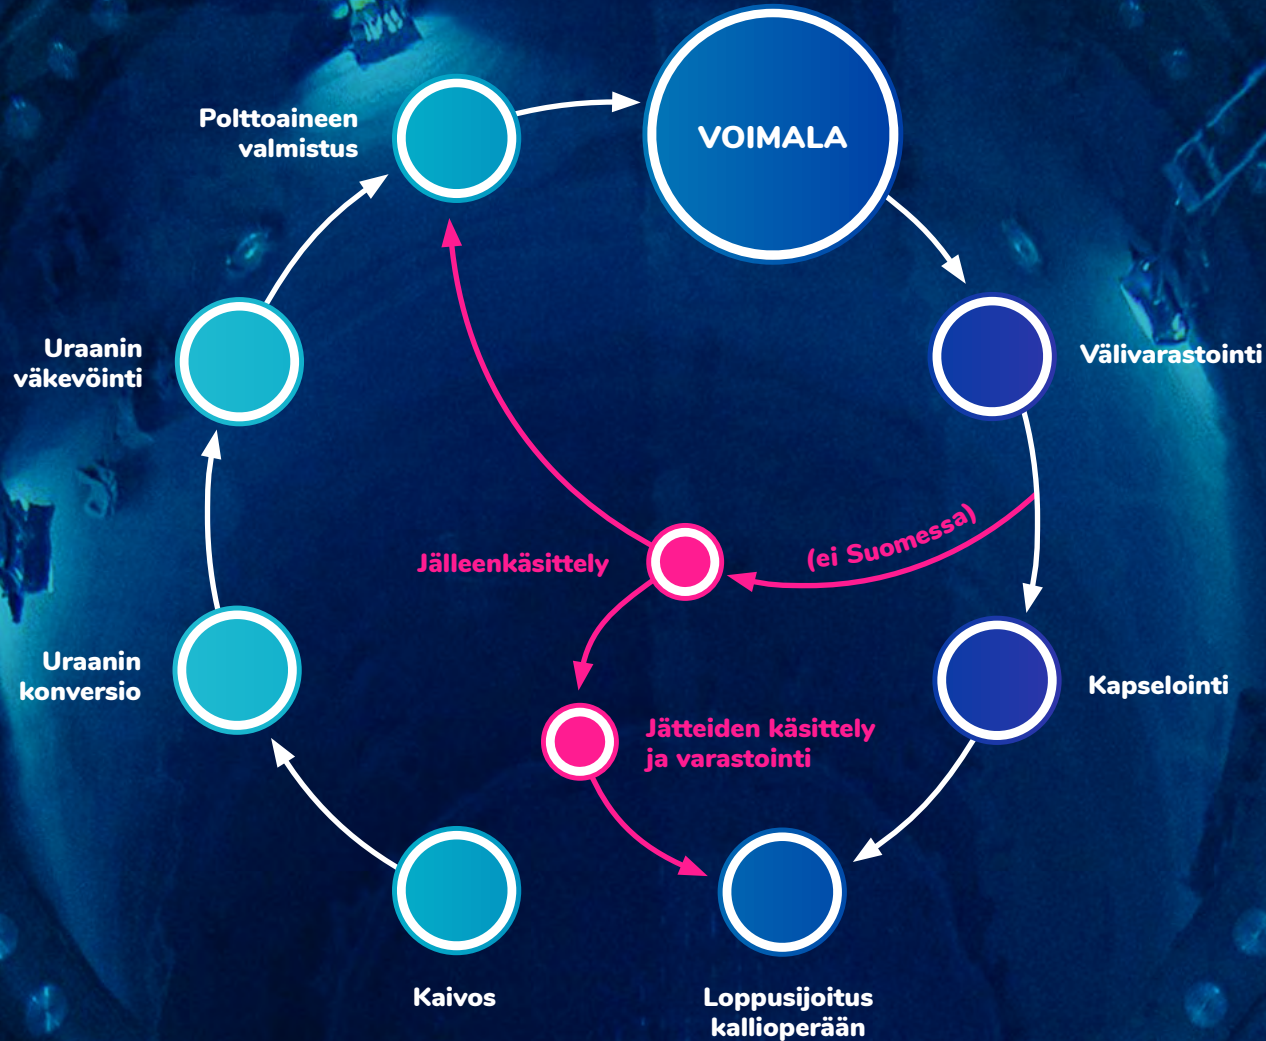 Polttoaineen
valmistus
VOIMALA
Uraanin
väkevöinti
Välivarastointi
(ei Suomessa)
Jälleenkäsittely
Uraanin
konversio
Kapselointi
Jätteiden käsittely
ja varastointi
Kaivos
Loppusijoitus
kallioperään